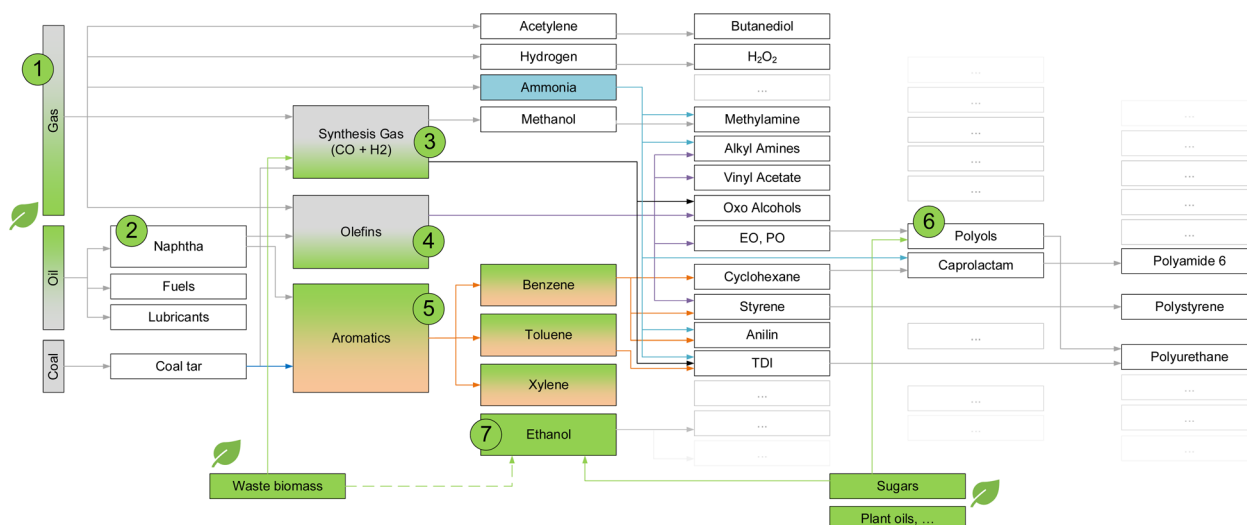 Acetylene
Butanediol
1
Hydrogen
H₂O₂
...
Ammonia
...
...
Gas
Synthesis Gas
(CO + H2)
3
Methanol
Methylamine
...
...
Alkyl Amines
...
...
Vinyl Acetate
...
...
Oxo Alcohols
...
2
Naphtha
Olefins
4
EO, PO
6
Polyols
...
Oil
Caprolactam
Polyamide 6
Fuels
Benzene
Cyclohexane
Lubricants
Aromatics
5
Styrene
Polystyrene
Toluene
Anilin
...
Coal
Coal tar
TDI
Polyurethane
Xylene
...
...
...
7
Ethanol
...
...
...
...
...
Waste biomass
Sugars
Plant oils, ...